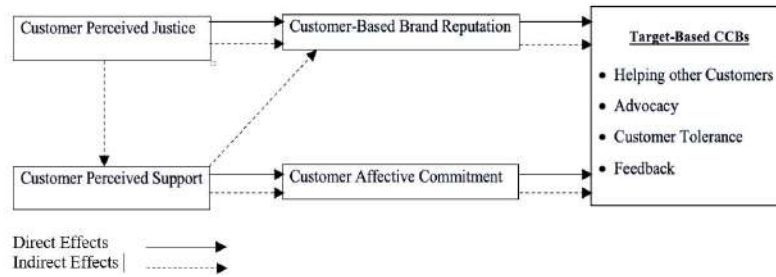 Customer Perceived Justice
Customer-Based Brand Reputation
Target-Based CCBs
• Helping other Customers
• Advocacy
• Customer Tolerance
• Feedback
Customer Perceived Support
Customer Affective Commitment
Direct Effects
Indirect Effects